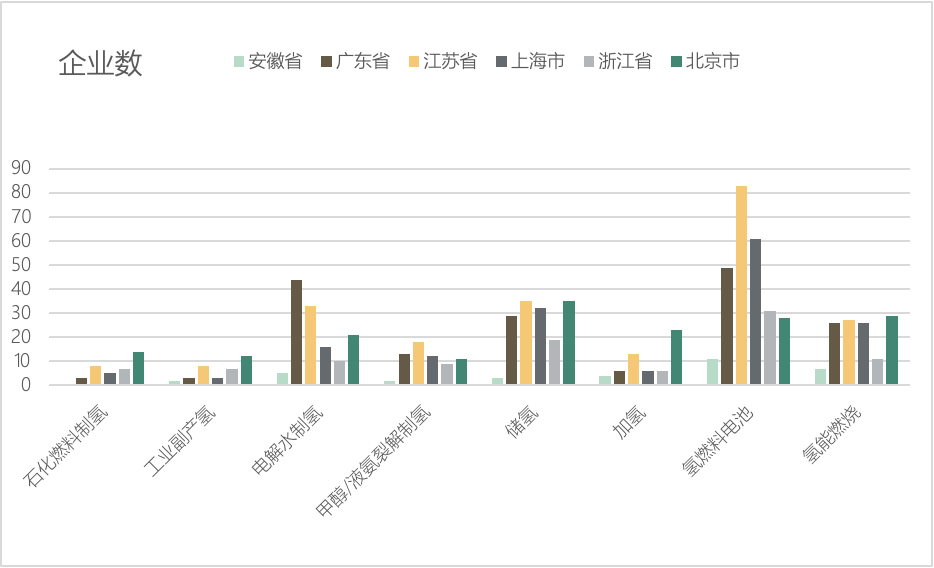 企业数
安徽省 广东省 江苏省 上海市 浙江省 北京市
90
80
70
60
50
40
30
20
10
0
石化燃料制氢
工业副产氢
电解水制氢
甲醇/液氨裂解制氢
储氢
加氢
氢燃料电池
氢能燃烧